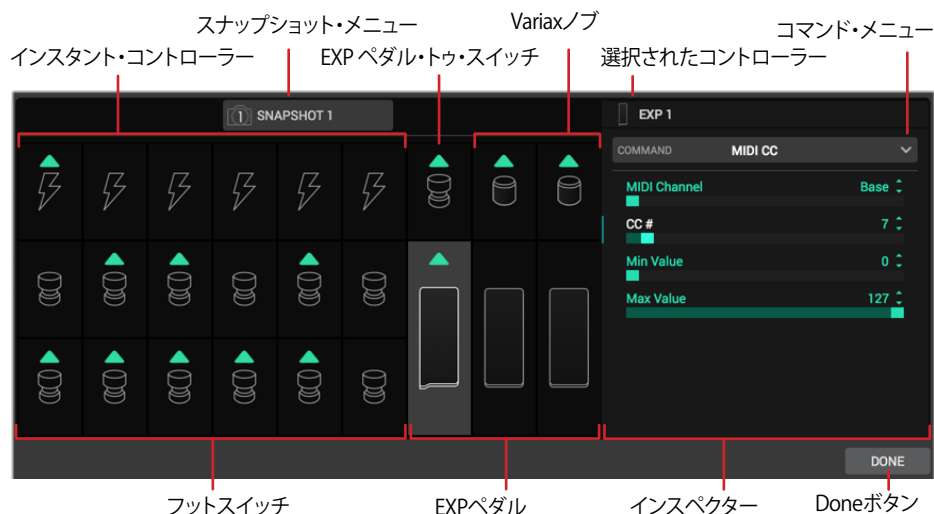 スナップショット・メニュー
Variaxノブ
コマンド・メニュー
インスタント・コントローラー
EXP ペダル・トゥ・スイッチ
選択されたコントローラー
1 SNAPSHOT 1
EXP 1
COMMAND MIDI CC
MIDI Channel Base
CC # 7
Min Value 0
Max Value 127
DONE
フットスイッチ
EXPペダル
インスペクター
Doneボタン